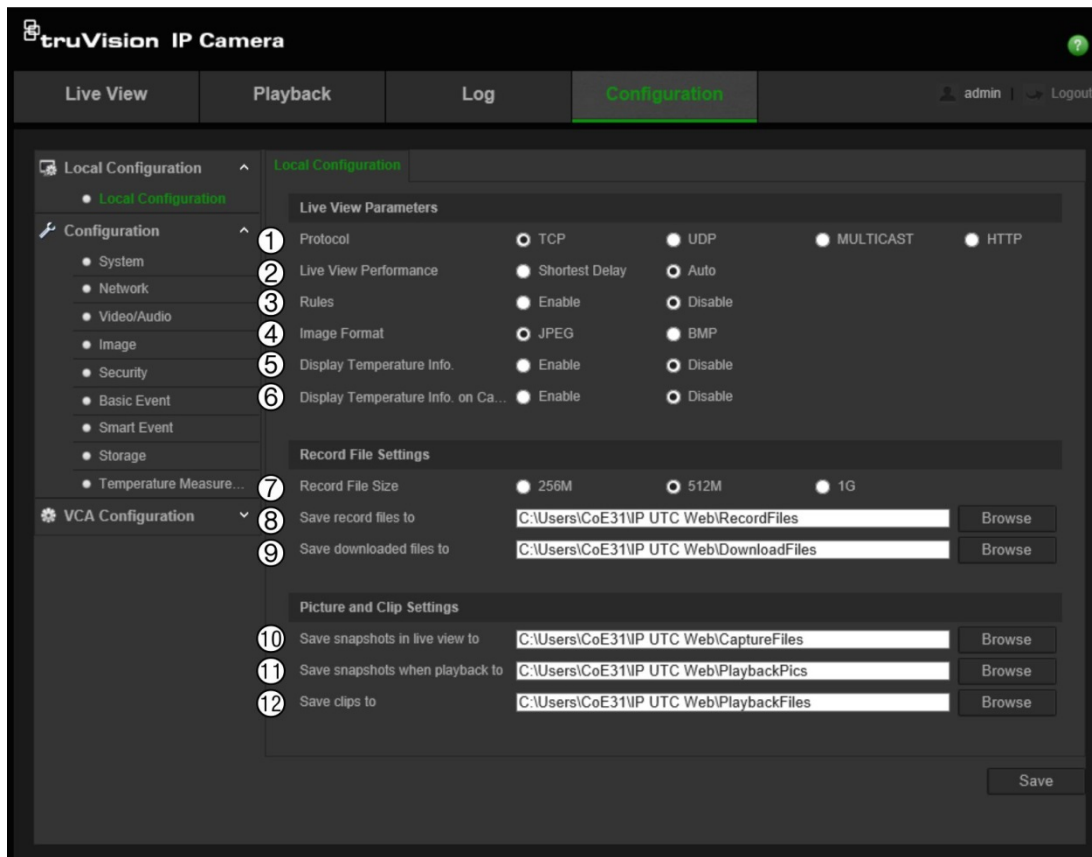 truVision IP Camera
?
Live View Playback Log Configuration admin | Logout
Local Configuration
Local Configuration
Configuration
System
Network
Video/Audio
Image
Security
Basic Event
Smart Event
Storage
Temperature Measure...
VCA Configuration
Local Configuration
Live View Parameters
1 Protocol TCP UDP MULTICAST HTTP
2 Live View Performance Shortest Delay Auto
3 Rules Enable Disable
4 Image Format JPEG BMP
5 Display Temperature Info. Enable Disable
6 Display Temperature Info. on Ca... Enable Disable
Record File Settings
7 Record File Size 256M 512M 1G
8 Save record files to C:\Users\CoE31\IP UTC Web\RecordFiles Browse
9 Save downloaded files to C:\Users\CoE31\IP UTC Web\DownloadFiles Browse
Picture and Clip Settings
10 Save snapshots in live view to C:\Users\CoE31\IP UTC Web\CaptureFiles Browse
11 Save snapshots when playback to C:\Users\CoE31\IP UTC Web\PlaybackPics Browse
12 Save clips to C:\Users\CoE31\IP UTC Web\PlaybackFiles Browse
Save